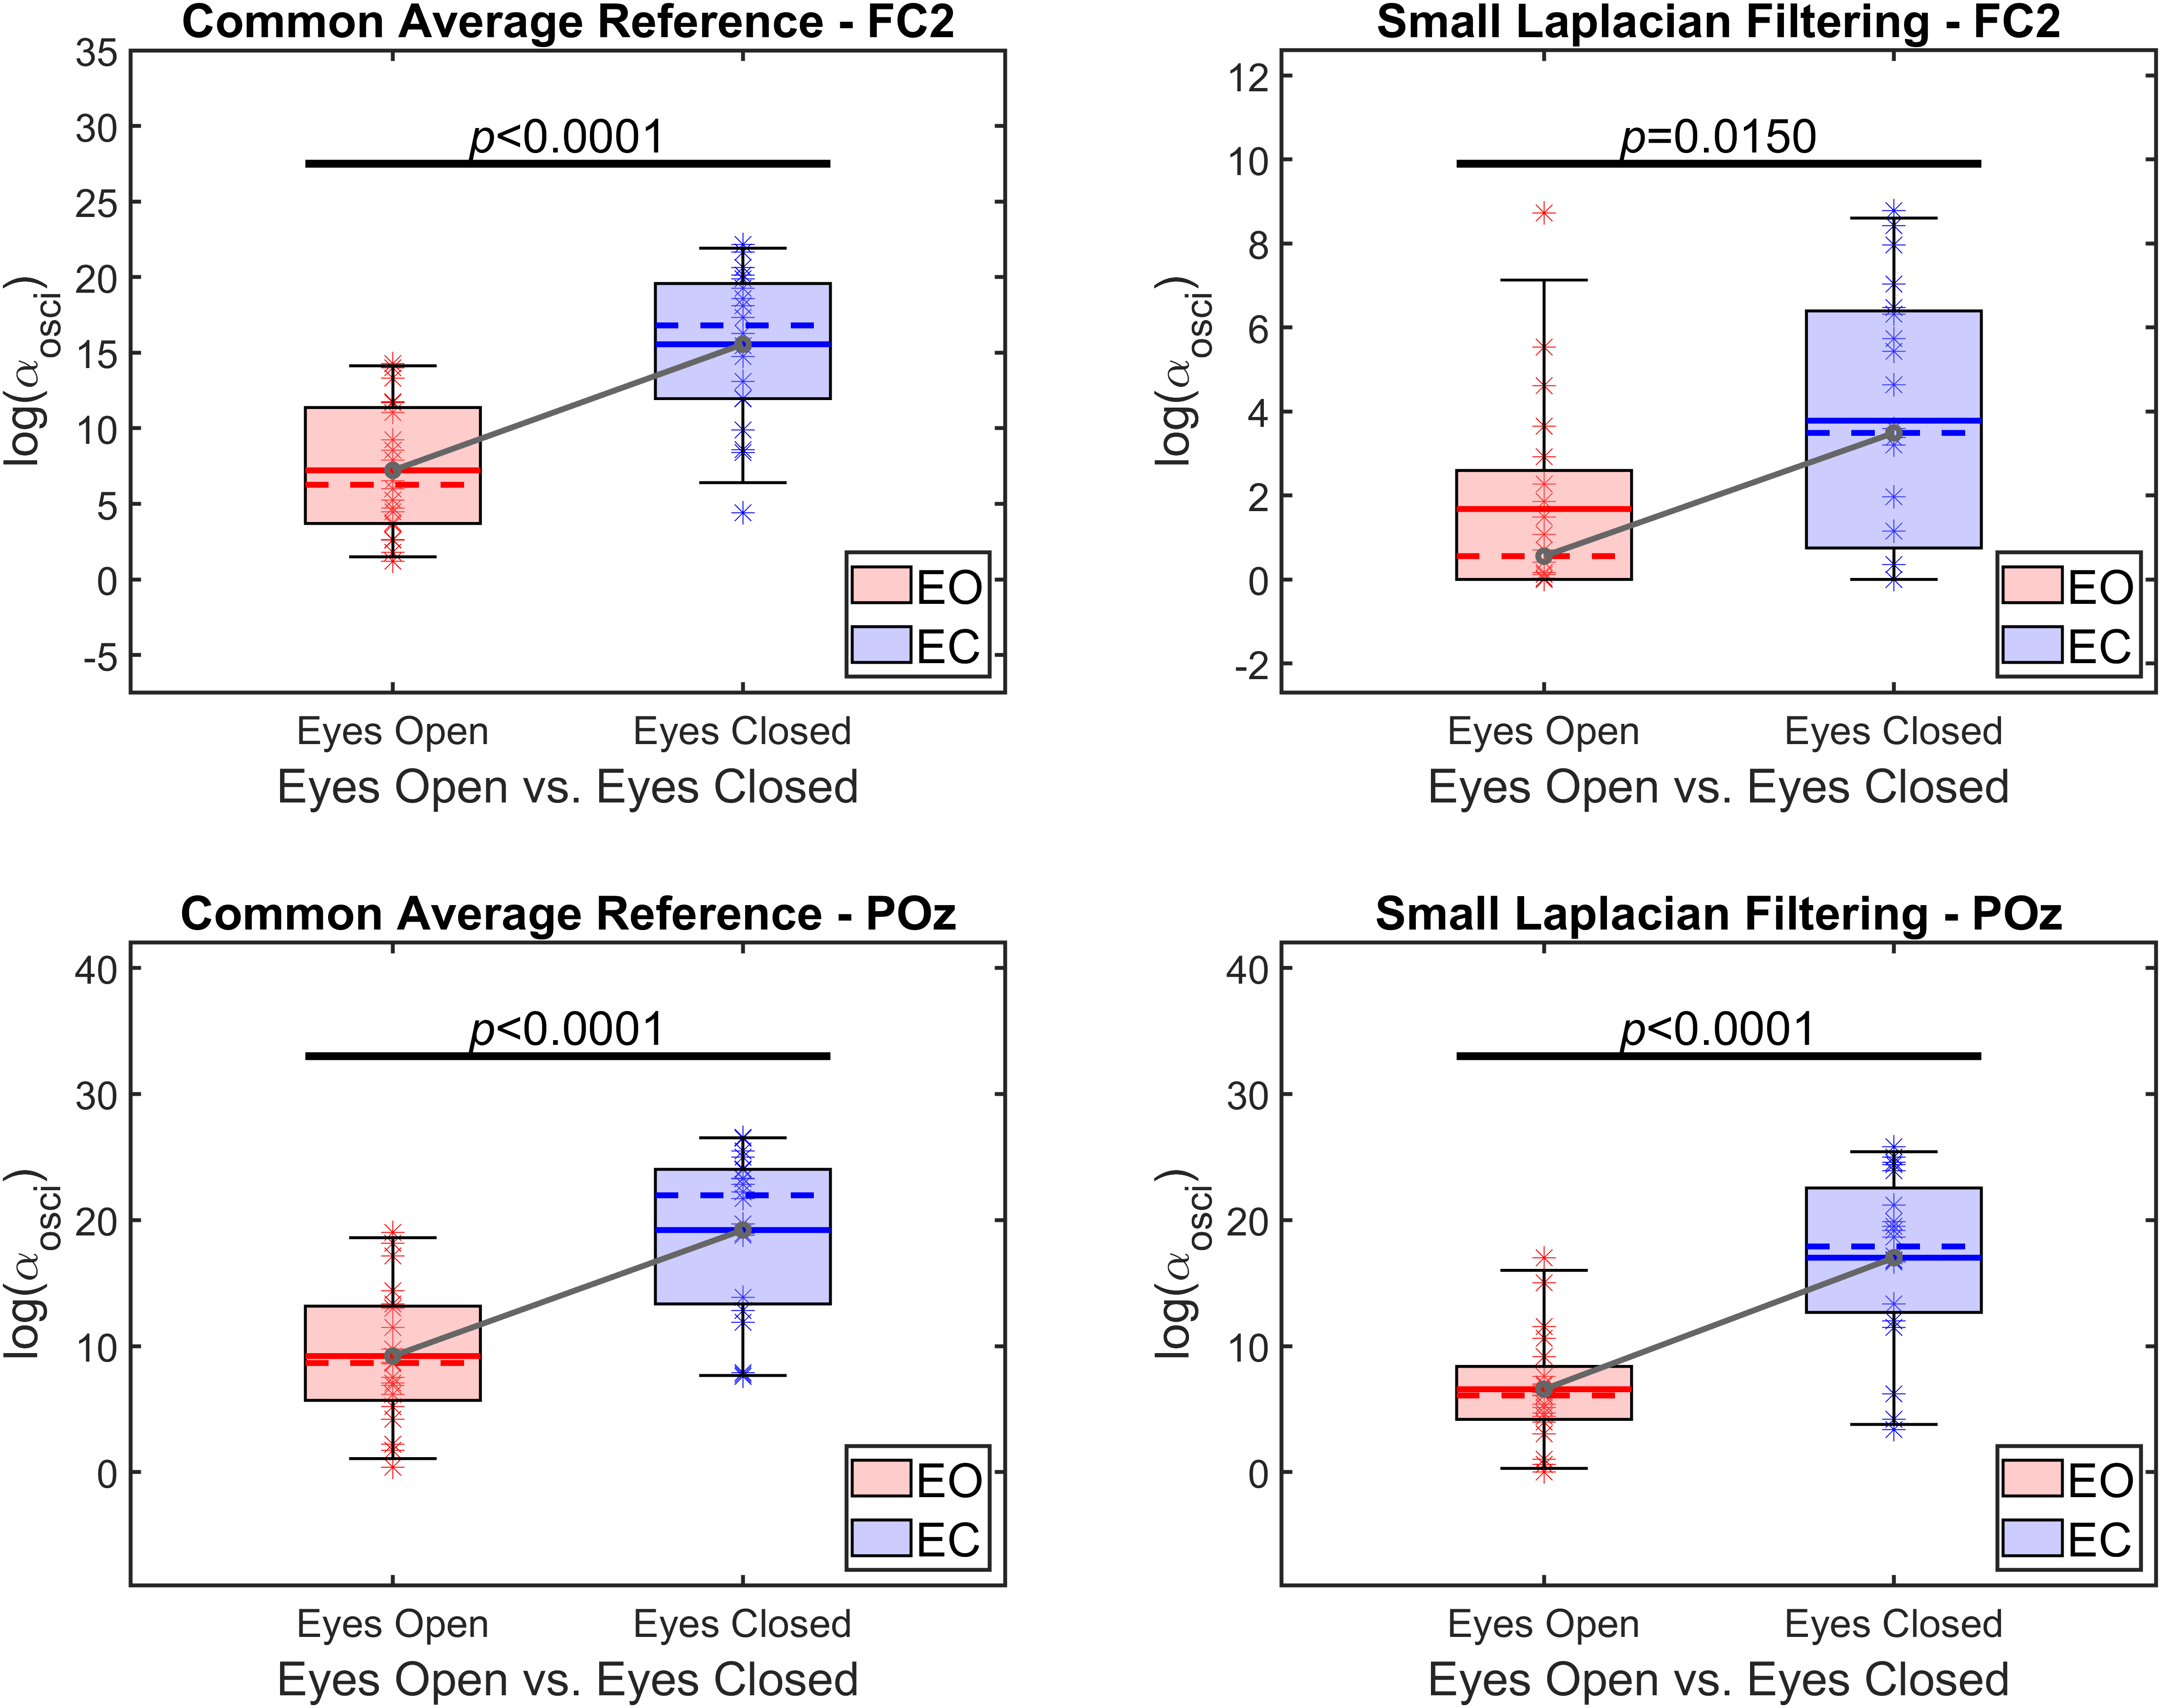 Common Average Reference - FC2
35
30
25
20
15
10
5
0
-5
log(α_osci)
p<0.0001
EO
EC
Eyes Open
Eyes Closed
Eyes Open vs. Eyes Closed
Small Laplacian Filtering - FC2
12
10
8
6
4
2
0
-2
log(α_osci)
p=0.0150
EO
EC
Eyes Open
Eyes Closed
Eyes Open vs. Eyes Closed
Common Average Reference - POz
40
30
20
10
0
log(α_osci)
p<0.0001
EO
EC
Eyes Open
Eyes Closed
Eyes Open vs. Eyes Closed
Small Laplacian Filtering - POz
40
30
20
10
0
log(α_osci)
p<0.0001
EO
EC
Eyes Open
Eyes Closed
Eyes Open vs. Eyes Closed